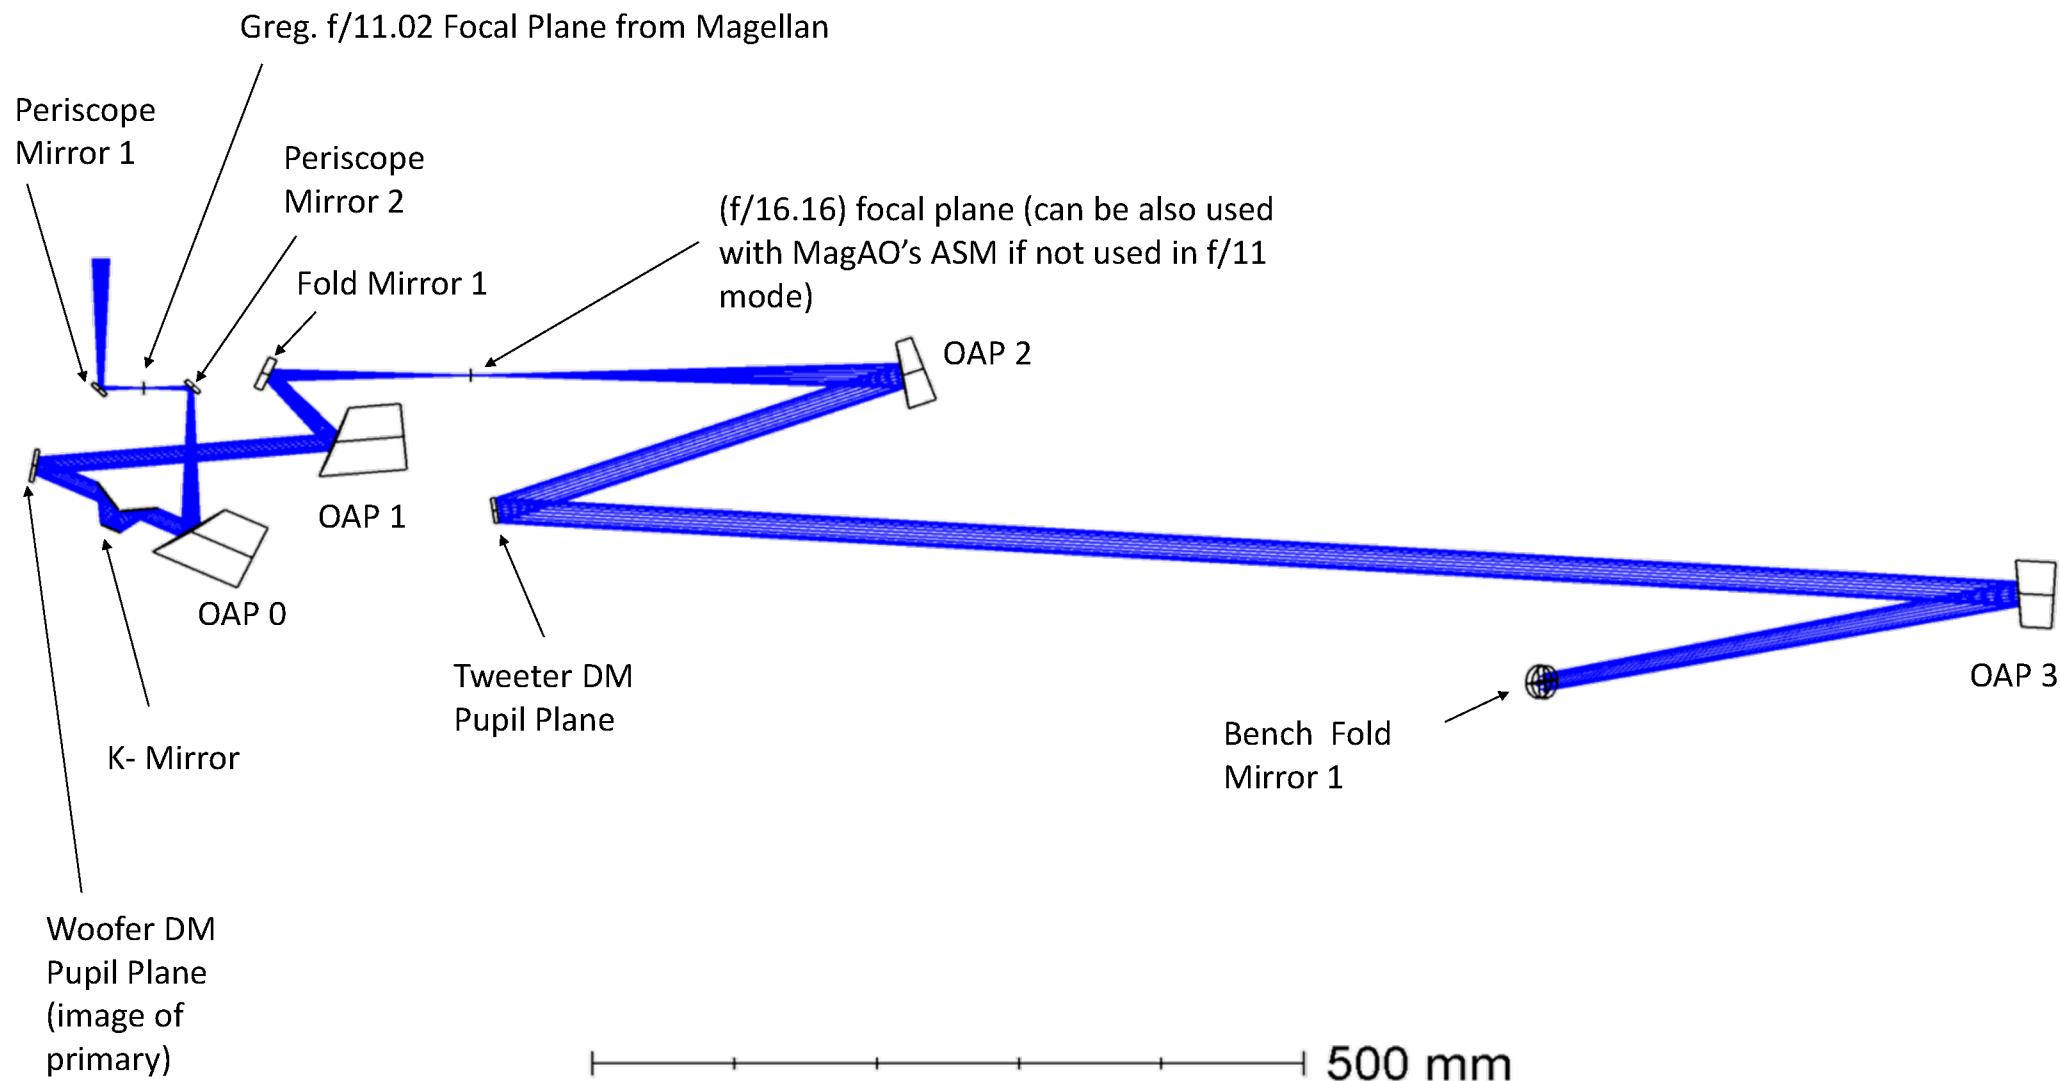 Greg. f/11.02 Focal Plane from Magellan
Periscope
Mirror 1
Periscope
Mirror 2
(f/16.16) focal plane (can be also used
with MagAO’s ASM if not used in f/11
mode)
Fold Mirror 1
OAP 2
OAP 1
OAP 0
Tweeter DM
Pupil Plane
OAP 3
K- Mirror
Bench  Fold
Mirror 1
Woofer DM
Pupil Plane
(image of
primary)
500 mm